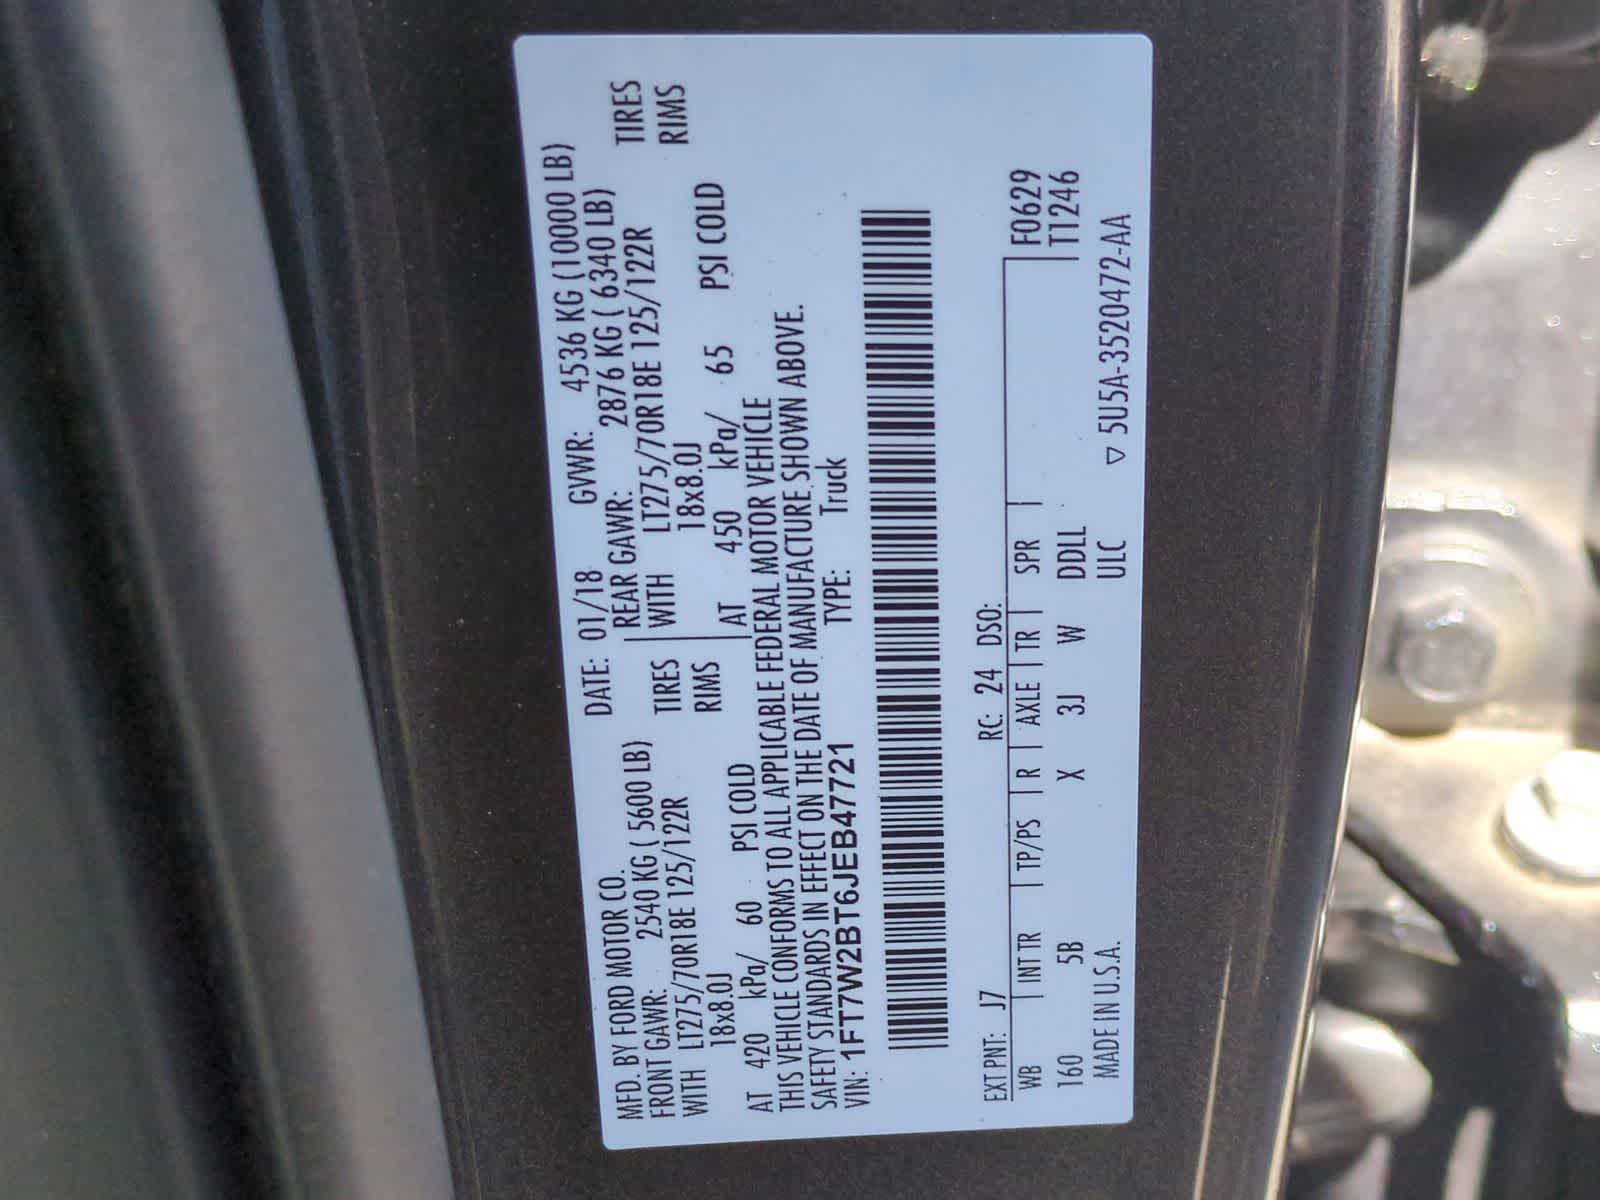 MFD. BY FORD MOTOR CO. DATE: 01/18 GVWR: 4536 KG (10000 LB)
FRONT GAWR: 2540 KG ( 5600 LB) REAR GAWR: 2876 KG ( 6340 LB)
WITH LT275/70R18E 125/122R TIRES WITH LT275/70R18E 125/122R TIRES
18x8.0J RIMS 18x8.0J RIMS
AT 420 kPa/ 60 PSI COLD AT 450 kPa/ 65 PSI COLD
THIS VEHICLE CONFORMS TO ALL APPLICABLE FEDERAL MOTOR VEHICLE
SAFETY STANDARDS IN EFFECT ON THE DATE OF MANUFACTURE SHOWN ABOVE.
VIN: 1FT7W2BT6JEB47721 TYPE: Truck
EXT PNT: J7 RC: 24 DSO: F0629
WB INT TR TP/PS R AXLE TR SPR T1246
160 5B X 3J W DDLL
MADE IN U.S.A. ULC ▽ 5U5A-3520472-AA